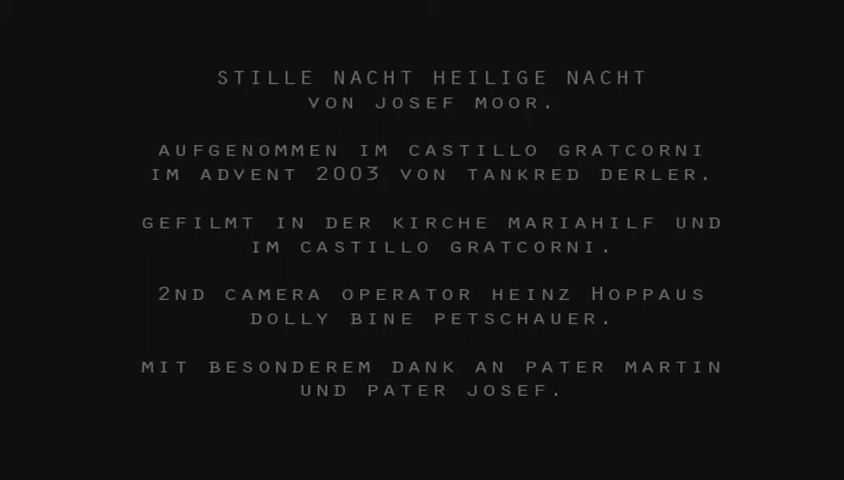 STILLE NACHT HEILIGE NACHT
VON JOSEF MOOR.
AUFGENOMMEN IM CASTILLO GRATCORNI
IM ADVENT 2003 VON TANKRED DERLER.
GEFILMT IN DER KIRCHE MARIAHILF UND
IM CASTILLO GRATCORNI.
2ND CAMERA OPERATOR HEINZ HOPPAUS
DOLLY BINE PETSCHAUER.
MIT BESONDEREM DANK AN PATER MARTIN
UND PATER JOSEF.